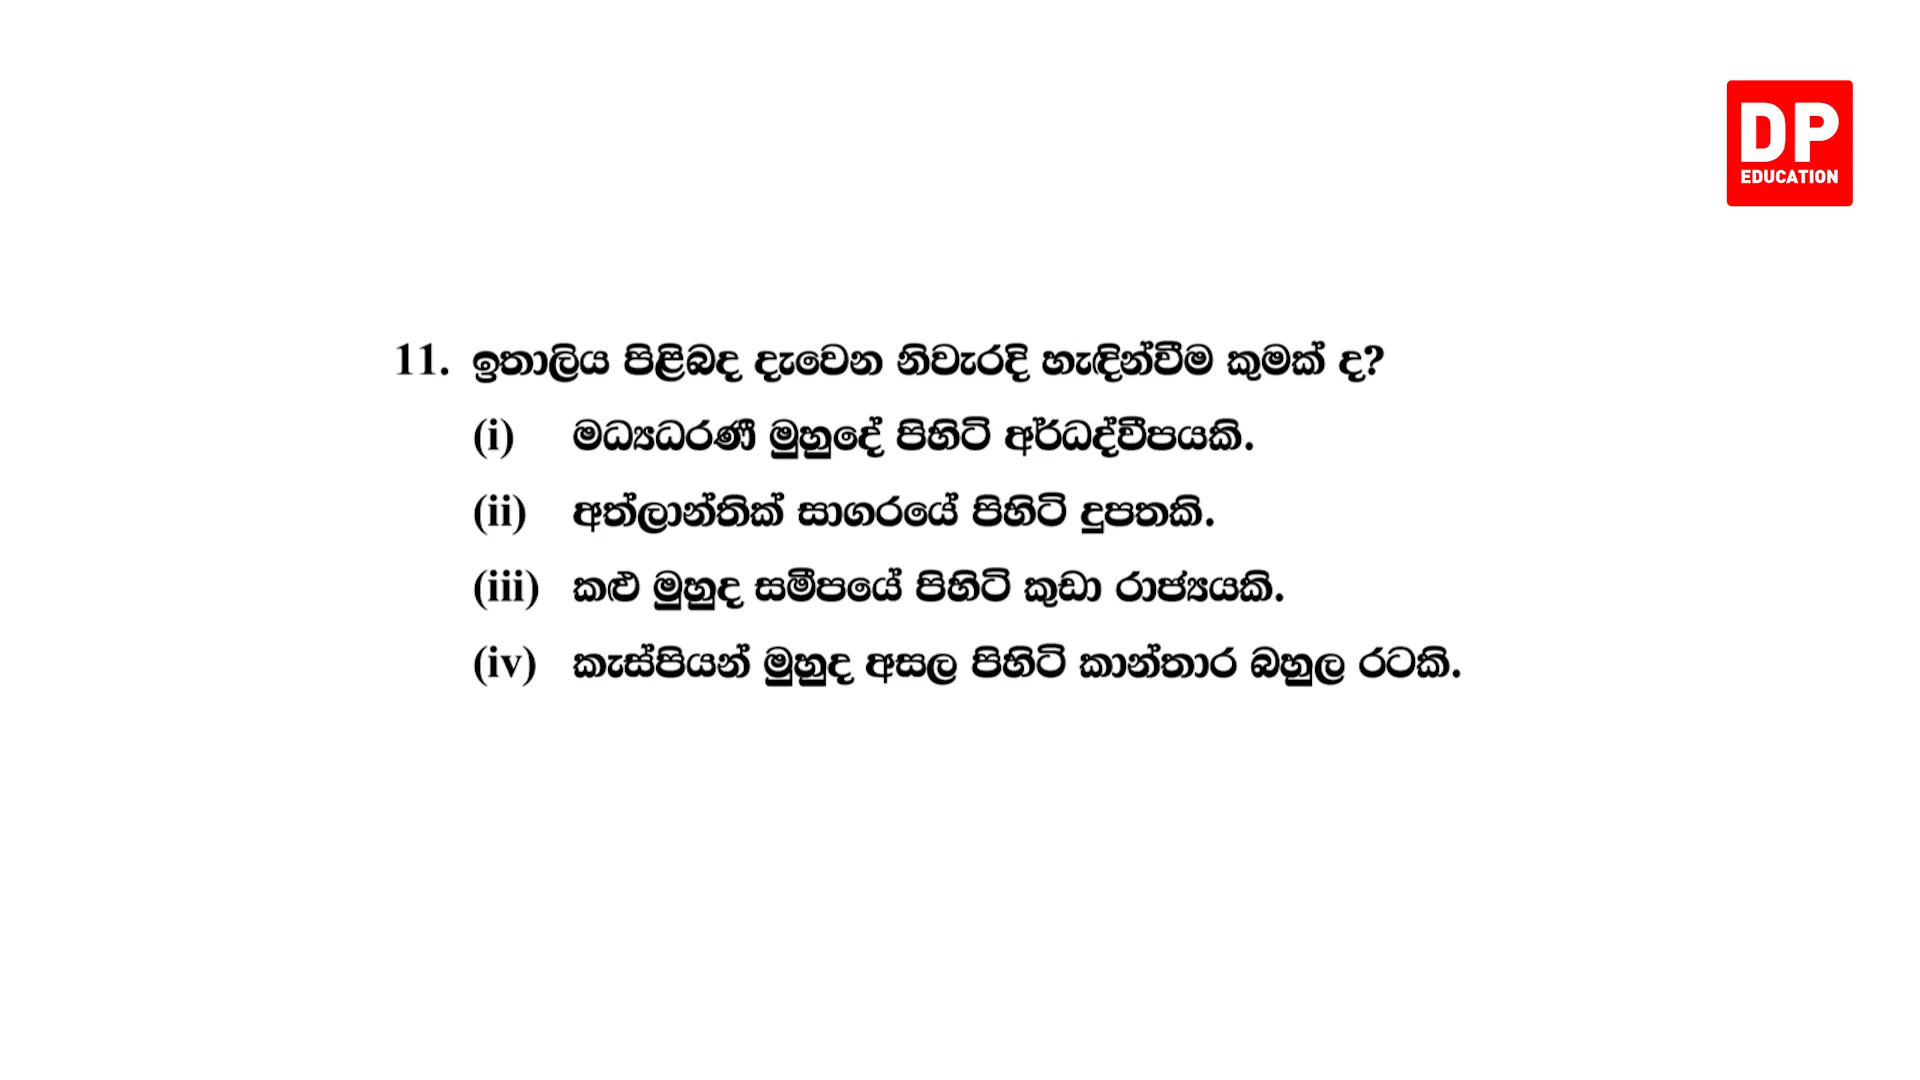 DP
EDUCATION
11. ඉතාලිය පිළිබද දැවෙන නිවැරදි හැඳින්වීම කුමක් ද?
(i) මධ්‍යධරණී මුහුදේ පිහිටි අර්ධද්වීපයකි.
(ii) අත්ලාන්තික් සාගරයේ පිහිටි දූපතකි.
(iii) කළු මුහුද සමීපයේ පිහිටි කුඩා රාජ්‍යයකි.
(iv) කැස්පියන් මුහුද අසල පිහිටි කාන්තාර බහුල රටකි.